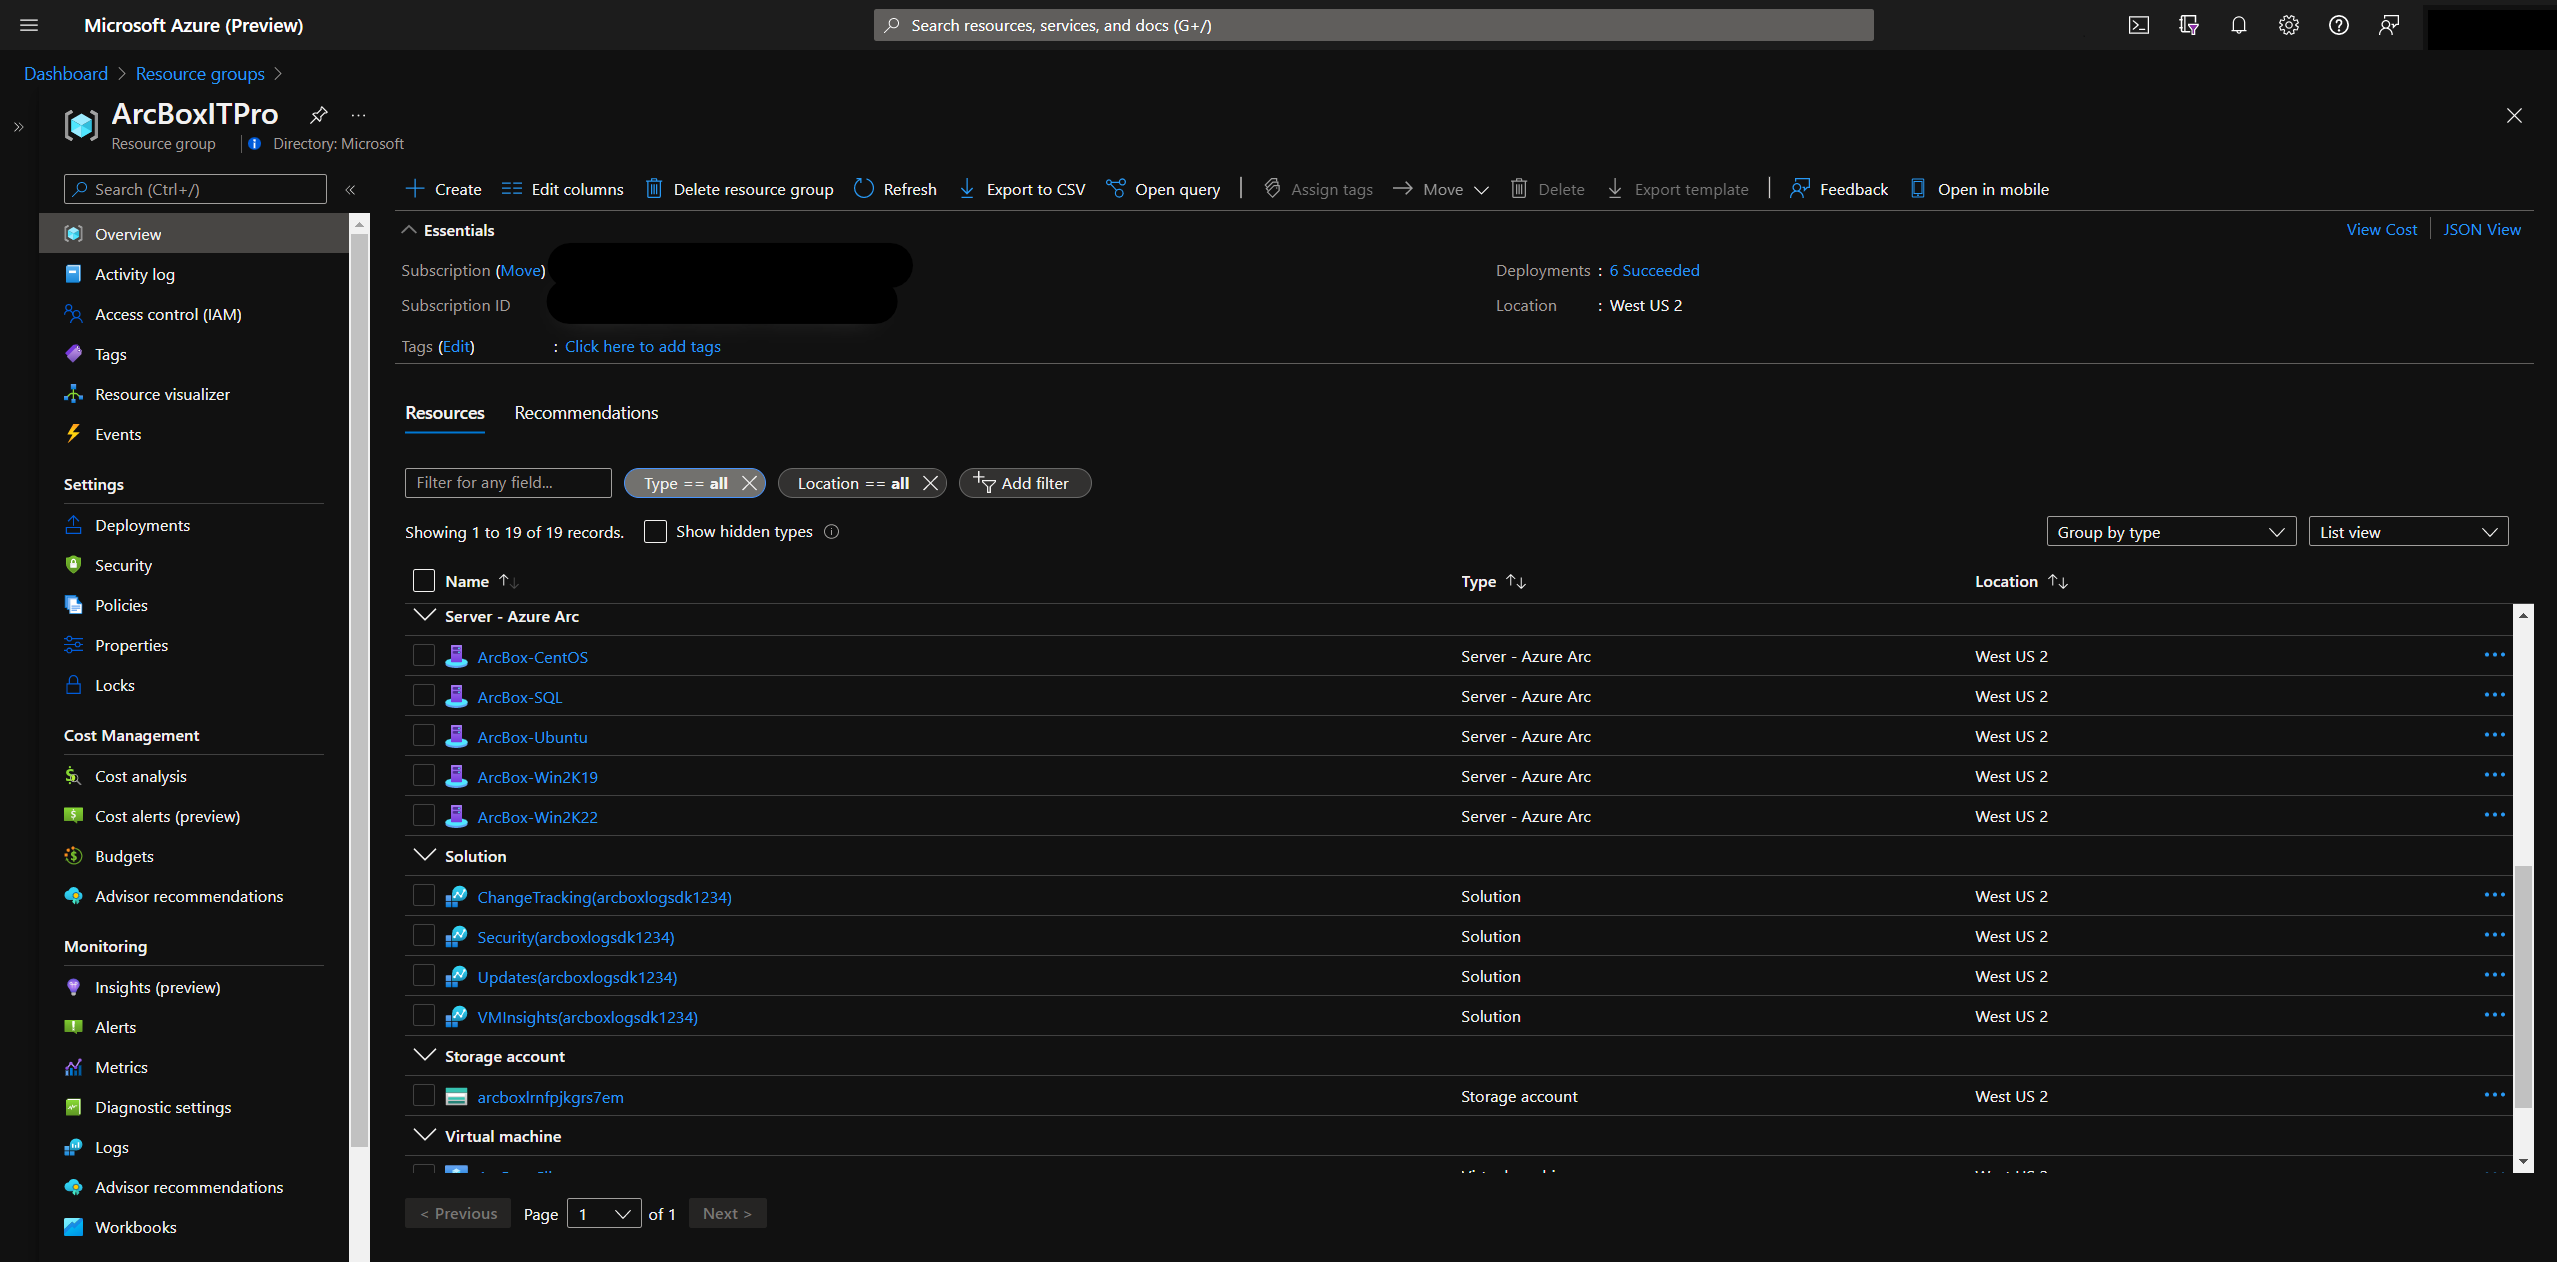 Microsoft Azure (Preview)
Search resources, services, and docs (G+/)
Dashboard > Resource groups >
ArcBoxITPro ...
Resource group
Directory: Microsoft
Search (Ctrl+/)
Overview
Activity log
Access control (IAM)
Tags
Resource visualizer
Events
Settings
Deployments
Security
Policies
Properties
Locks
Cost Management
Cost analysis
Cost alerts (preview)
Budgets
Advisor recommendations
Monitoring
Insights (preview)
Alerts
Metrics
Diagnostic settings
Logs
Advisor recommendations
Workbooks
Create Edit columns Delete resource group Refresh Export to CSV Open query Assign tags Move Delete Export template Feedback Open in mobile
Essentials
View Cost JSON View
Subscription (Move)
Deployments : 6 Succeeded
Subscription ID
Location : West US 2
Tags (Edit) : Click here to add tags
Resources Recommendations
Filter for any field... Type == all Location == all Add filter
Showing 1 to 19 of 19 records. Show hidden types
Group by type List view
Name Type Location
Server - Azure Arc
ArcBox-CentOS Server - Azure Arc West US 2
ArcBox-SQL Server - Azure Arc West US 2
ArcBox-Ubuntu Server - Azure Arc West US 2
ArcBox-Win2K19 Server - Azure Arc West US 2
ArcBox-Win2K22 Server - Azure Arc West US 2
Solution
ChangeTracking(arcboxlogsdk1234) Solution West US 2
Security(arcboxlogsdk1234) Solution West US 2
Updates(arcboxlogsdk1234) Solution West US 2
VMInsights(arcboxlogsdk1234) Solution West US 2
Storage account
arcboxlrnfpjkgrs7em Storage account West US 2
Virtual machine
< Previous Page 1 of 1 Next >